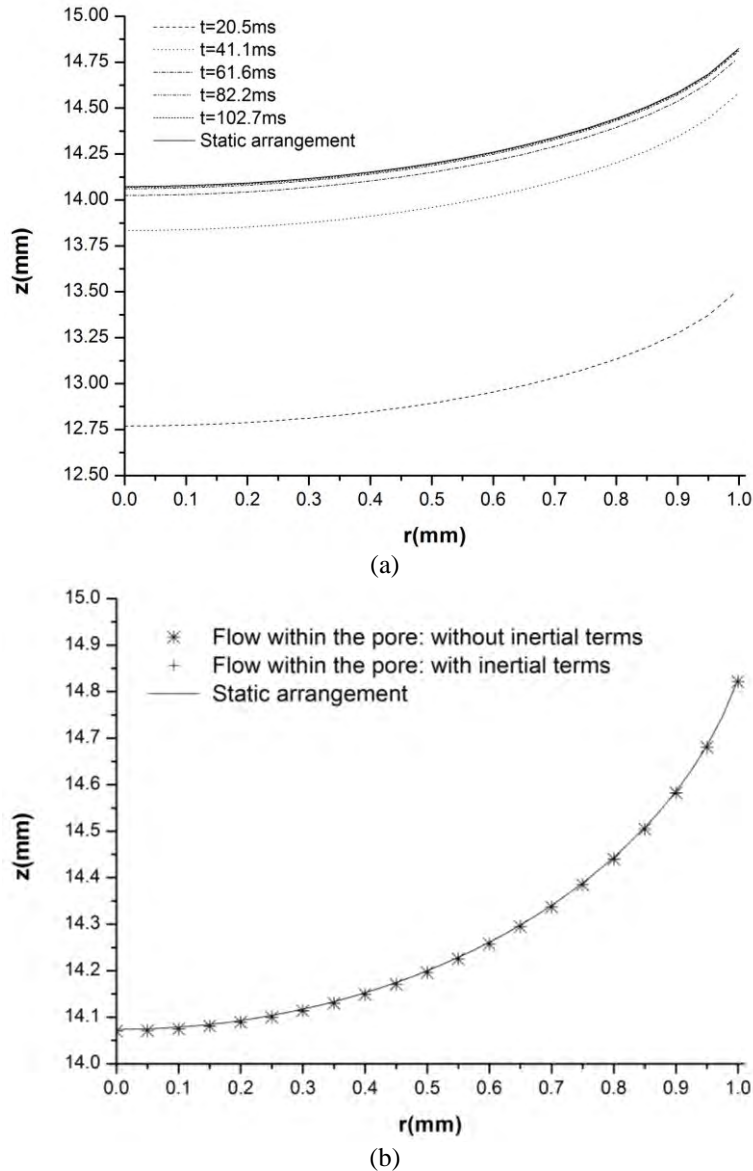 t=20.5ms
t=41.1ms
t=61.6ms
t=82.2ms
t=102.7ms
Static arrangement
15.00
14.75
14.50
14.25
14.00
13.75
13.50
13.25
13.00
12.75
12.50
z(mm)
0.0 0.1 0.2 0.3 0.4 0.5 0.6 0.7 0.8 0.9 1.0
r(mm)
(a)
Flow within the pore: without inertial terms
Flow within the pore: with inertial terms
Static arrangement
15.0
14.9
14.8
14.7
14.6
14.5
14.4
14.3
14.2
14.1
14.0
z(mm)
0.0 0.1 0.2 0.3 0.4 0.5 0.6 0.7 0.8 0.9 1.0
r(mm)
(b)